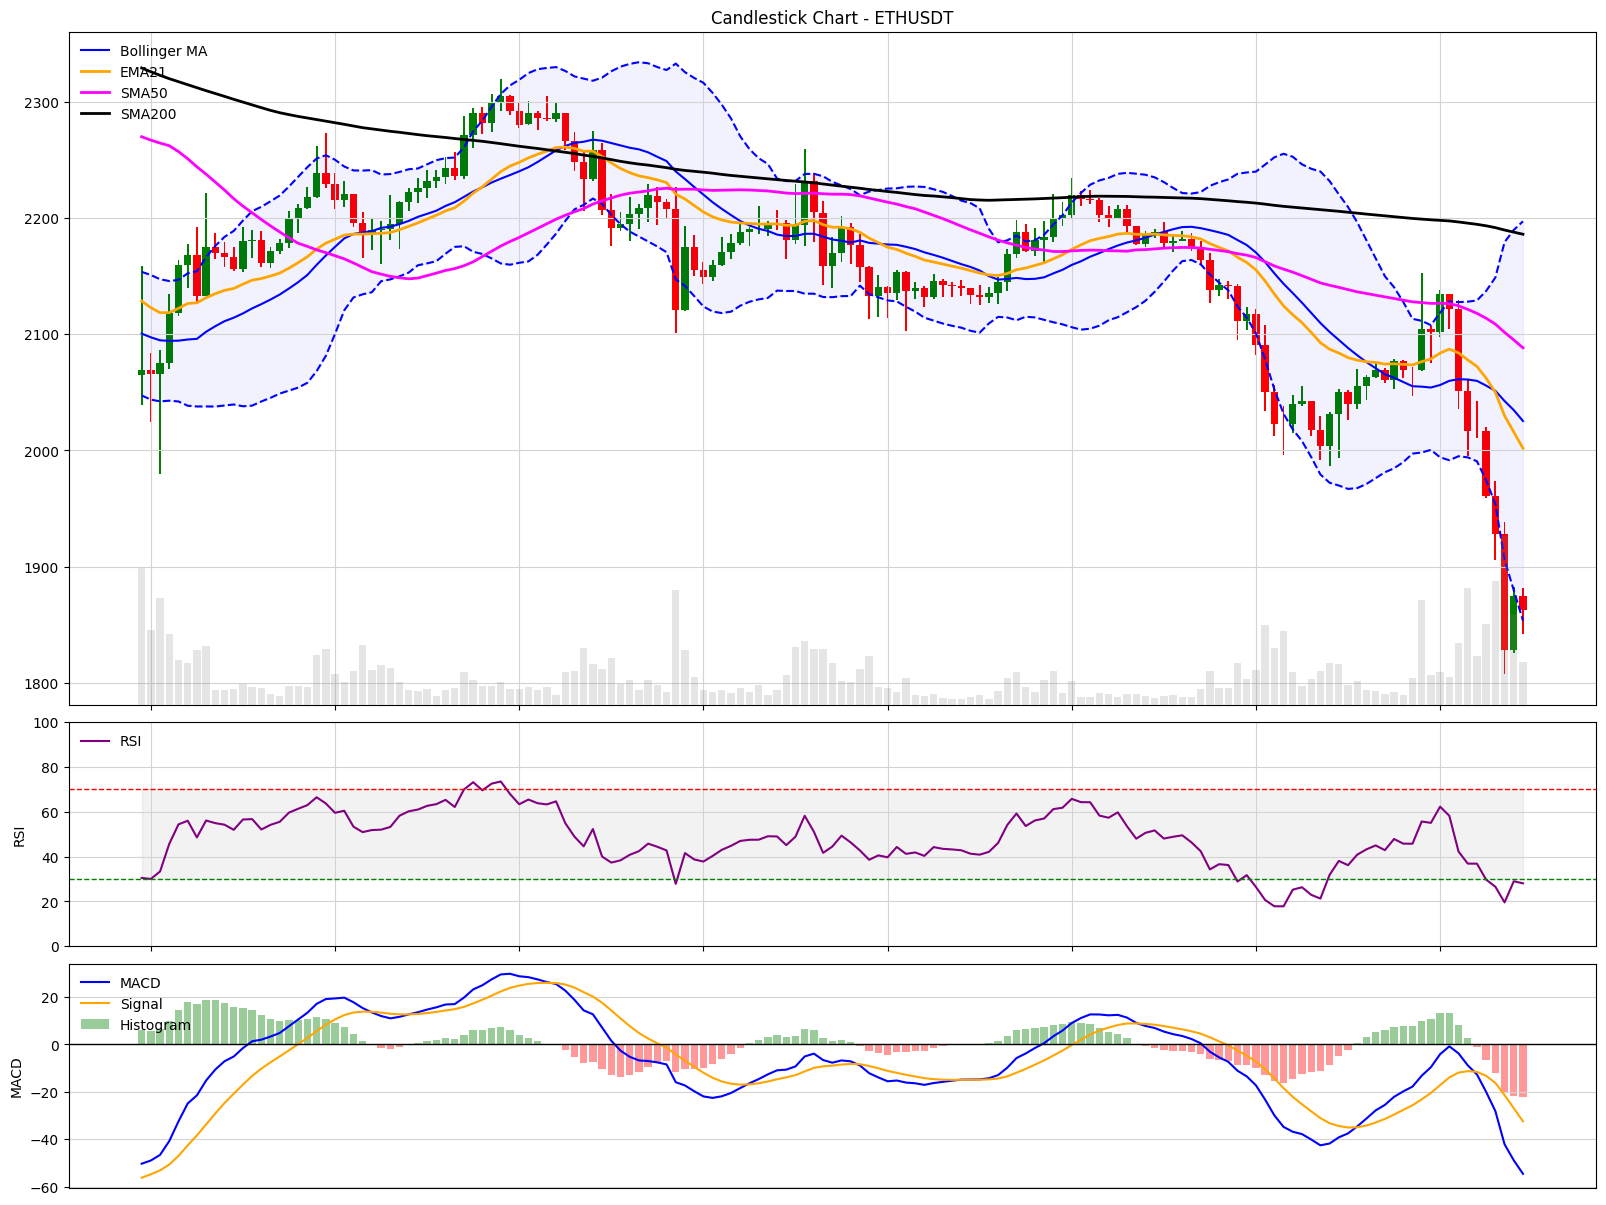 Candlestick Chart - ETHUSDT
Bollinger MA
EMA21
SMA50
SMA200
2300
2200
2100
2000
1900
1800
RSI
100
80
60
40
20
0
RSI
MACD
Signal
Histogram
20
0
−20
−40
−60
MACD